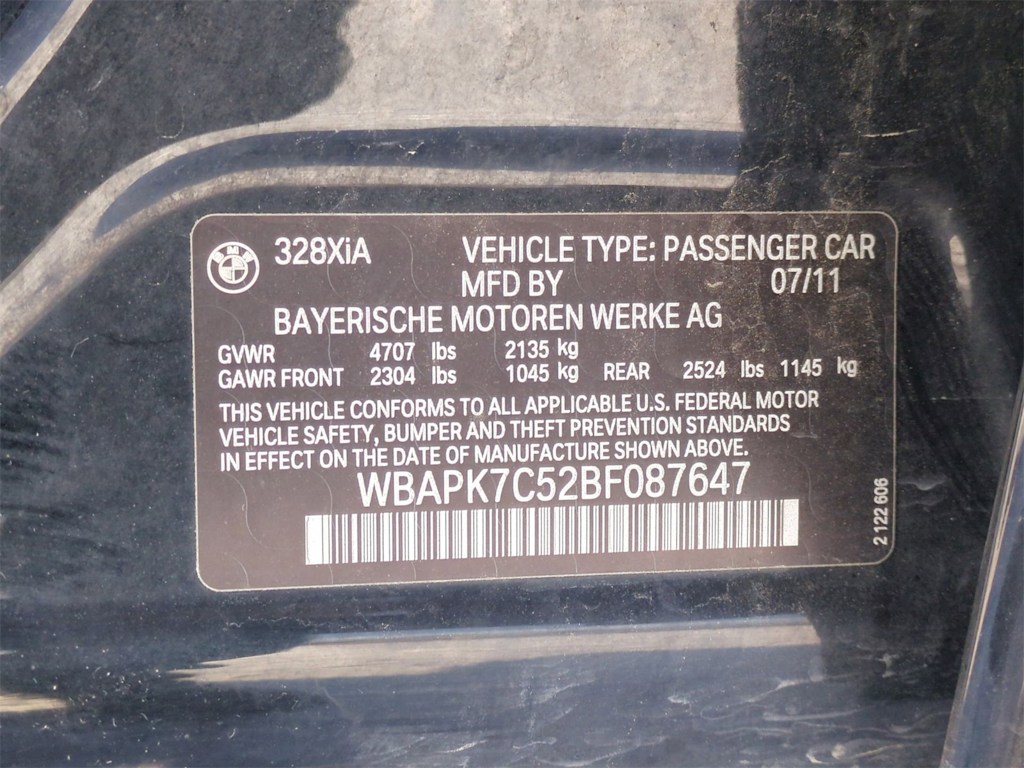 BMW
328XiA VEHICLE TYPE: PASSENGER CAR
MFD BY 07/11
BAYERISCHE MOTOREN WERKE AG
GVWR 4707 lbs 2135 kg
GAWR FRONT 2304 lbs 1045 kg REAR 2524 lbs 1145 kg
THIS VEHICLE CONFORMS TO ALL APPLICABLE U.S. FEDERAL MOTOR
VEHICLE SAFETY, BUMPER AND THEFT PREVENTION STANDARDS
IN EFFECT ON THE DATE OF MANUFACTURE SHOWN ABOVE.
WBAPK7C52BF087647
2 122 606